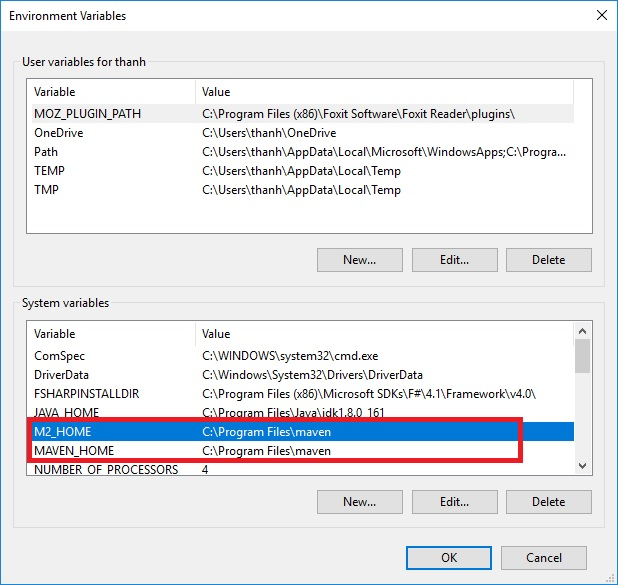 Environment Variables
User variables for thanh
Variable Value
MOZ_PLUGIN_PATH C:\Program Files (x86)\Foxit Software\Foxit Reader\plugins\
OneDrive C:\Users\thanh\OneDrive
Path C:\Users\thanh\AppData\Local\Microsoft\WindowsApps;C:\Progra...
TEMP C:\Users\thanh\AppData\Local\Temp
TMP C:\Users\thanh\AppData\Local\Temp
New... Edit... Delete
System variables
Variable Value
ComSpec C:\WINDOWS\system32\cmd.exe
DriverData C:\Windows\System32\Drivers\DriverData
FSHARPINSTALLDIR C:\Program Files (x86)\Microsoft SDKs\F#\4.1\Framework\v4.0\
JAVA_HOME C:\Program Files\Java\jdk1.8.0_161
M2_HOME C:\Program Files\maven
MAVEN_HOME C:\Program Files\maven
NUMBER_OF_PROCESSORS 4
New... Edit... Delete
OK Cancel